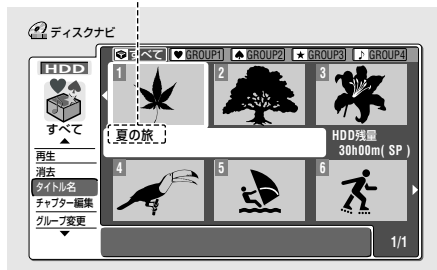 ディスクナビ
HDD
すべて
すべて GROUP1 GROUP2 GROUP3 GROUP4
1
2
3
夏の旅
HDD残量
30h00m( SP )
再生
消去
タイトル名
チャプター編集
グループ変更
4
5
6
1/1